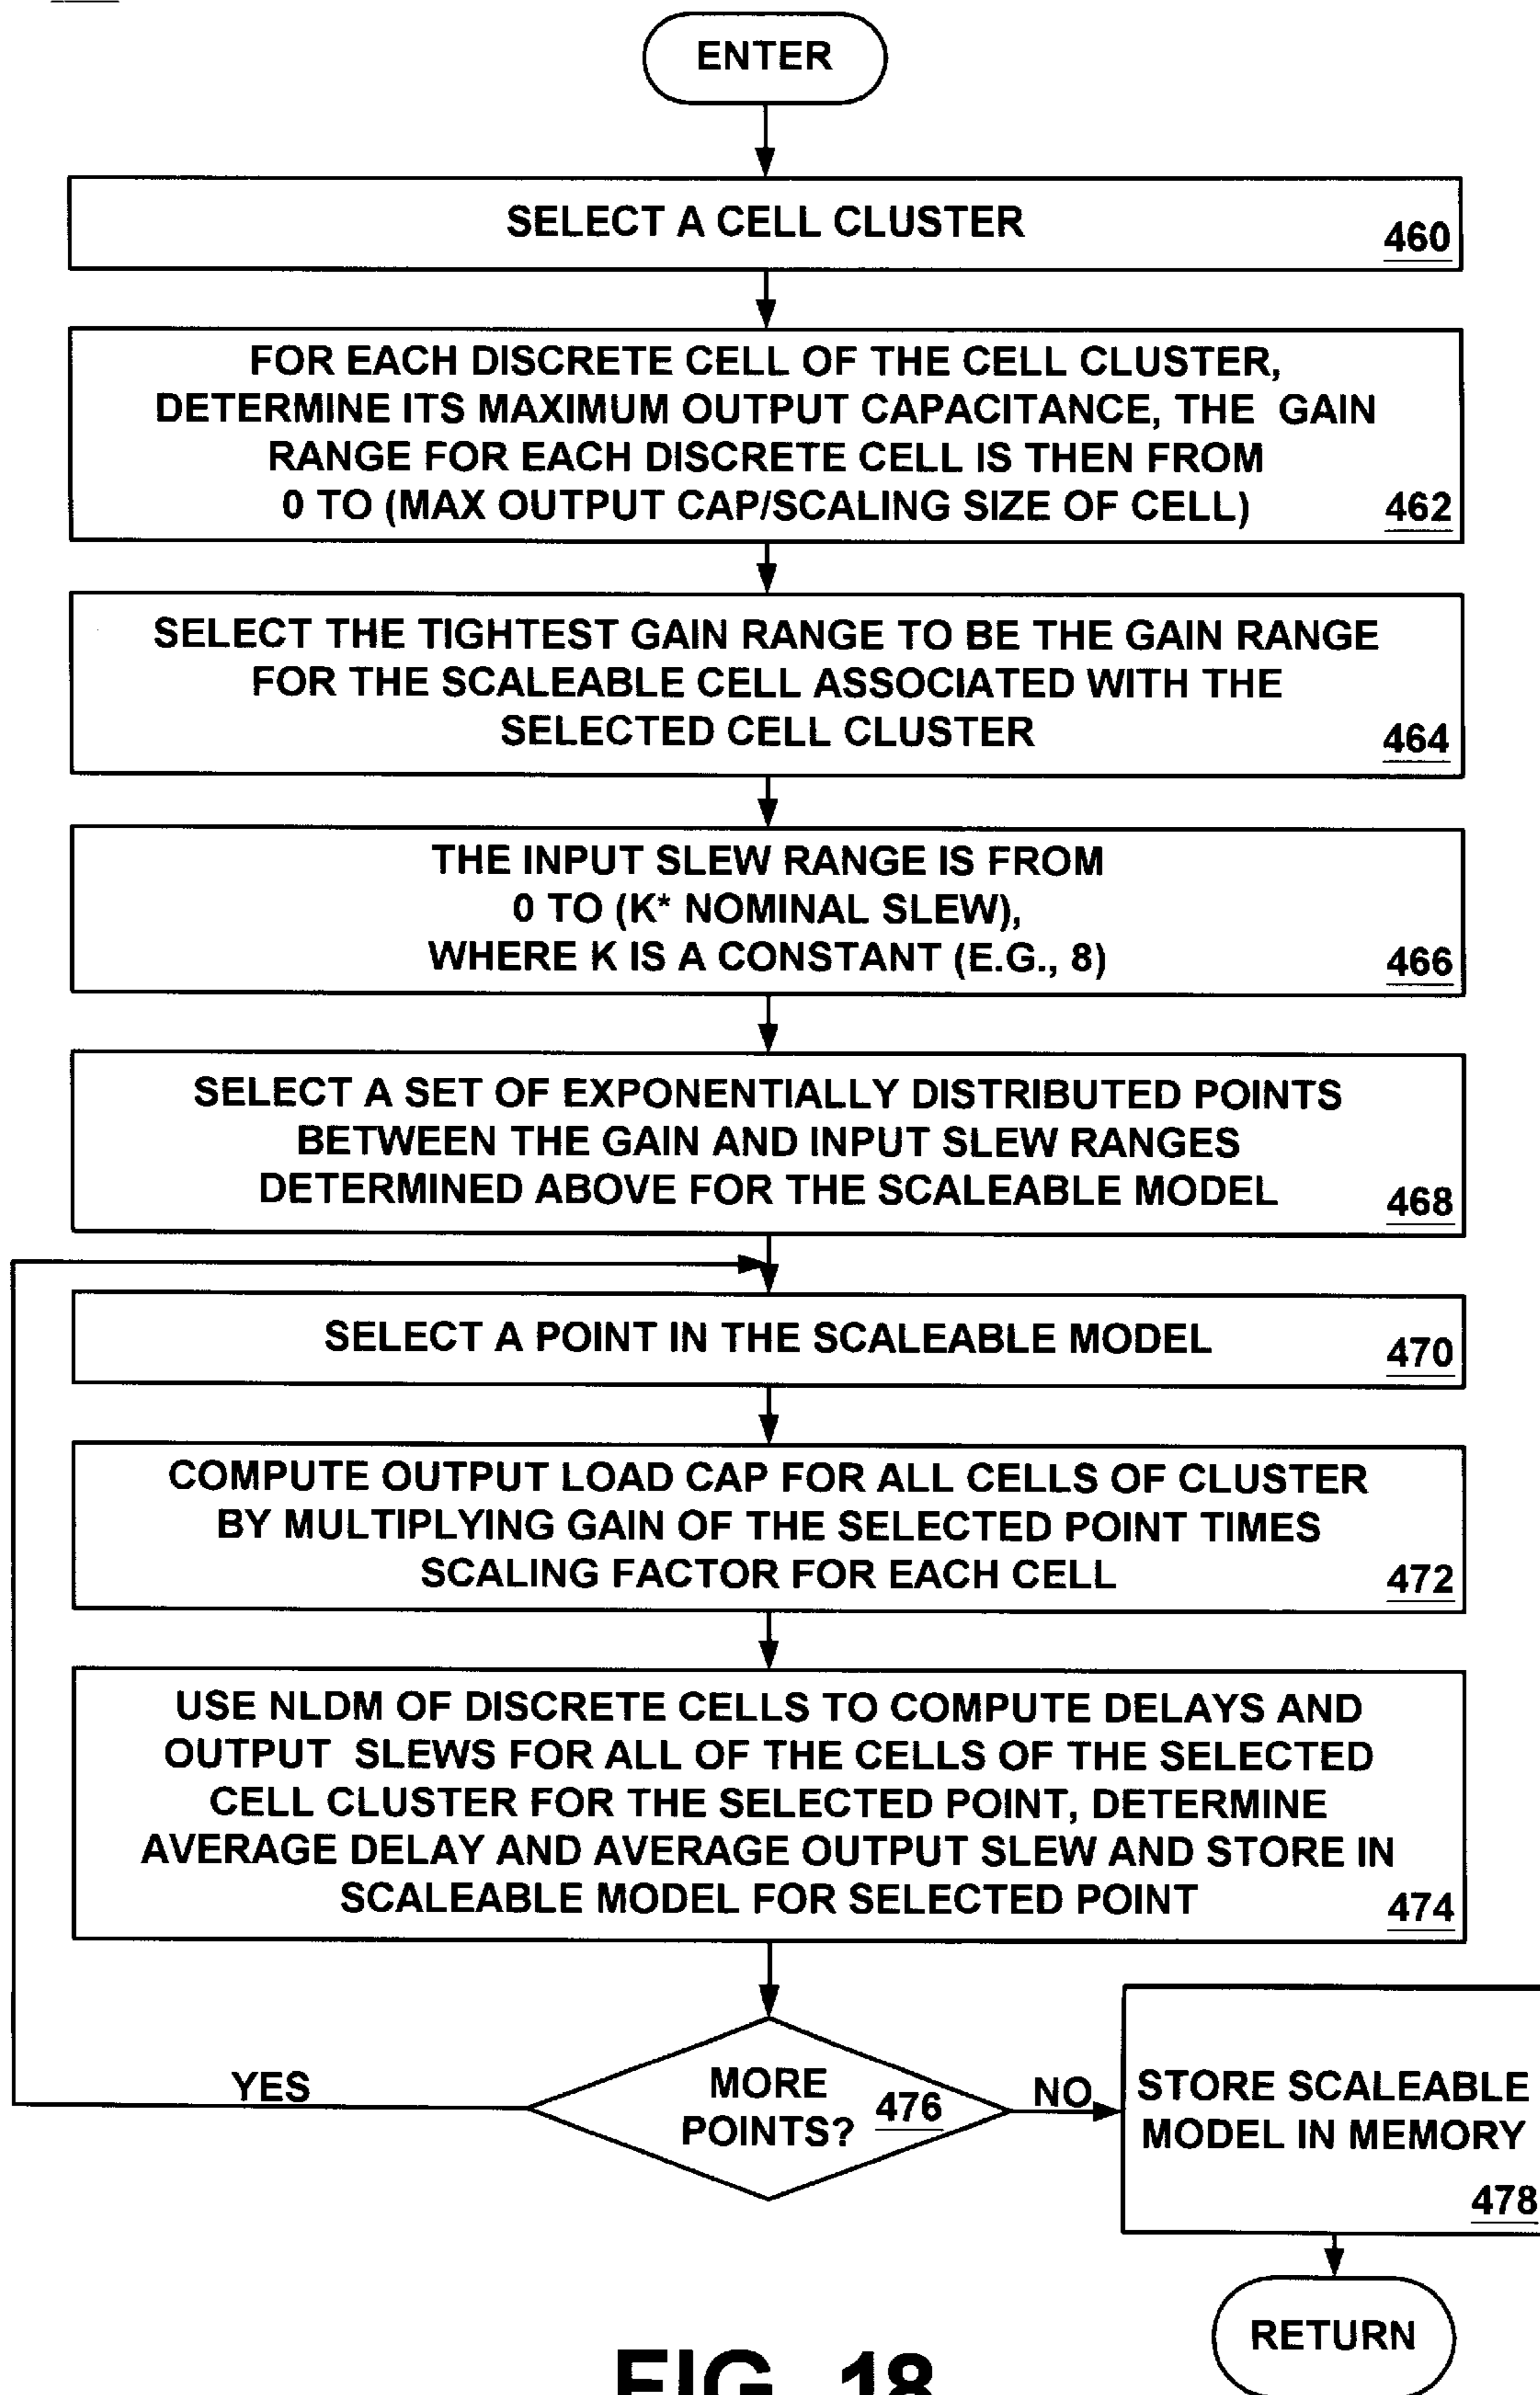 ENTER
SELECT A CELL CLUSTER
460
FOR EACH DISCRETE CELL OF THE CELL CLUSTER,
DETERMINE ITS MAXIMUM OUTPUT CAPACITANCE, THE GAIN
RANGE FOR EACH DISCRETE CELL IS THEN FROM
0 TO (MAX OUTPUT CAP/SCALING SIZE OF CELL)
462
SELECT THE TIGHTEST GAIN RANGE TO BE THE GAIN RANGE
FOR THE SCALEABLE CELL ASSOCIATED WITH THE
SELECTED CELL CLUSTER
464
THE INPUT SLEW RANGE IS FROM
0 TO (K* NOMINAL SLEW),
WHERE K IS A CONSTANT (E.G., 8)
466
SELECT A SET OF EXPONENTIALLY DISTRIBUTED POINTS
BETWEEN THE GAIN AND INPUT SLEW RANGES
DETERMINED ABOVE FOR THE SCALEABLE MODEL
468
SELECT A POINT IN THE SCALEABLE MODEL
470
COMPUTE OUTPUT LOAD CAP FOR ALL CELLS OF CLUSTER
BY MULTIPLYING GAIN OF THE SELECTED POINT TIMES
SCALING FACTOR FOR EACH CELL
472
USE NLDM OF DISCRETE CELLS TO COMPUTE DELAYS AND
OUTPUT SLEWS FOR ALL OF THE CELLS OF THE SELECTED
CELL CLUSTER FOR THE SELECTED POINT, DETERMINE
AVERAGE DELAY AND AVERAGE OUTPUT SLEW AND STORE IN
SCALEABLE MODEL FOR SELECTED POINT
474
YES
MORE
POINTS?
476
NO
STORE SCALEABLE
MODEL IN MEMORY
478
RETURN
FIG. 18